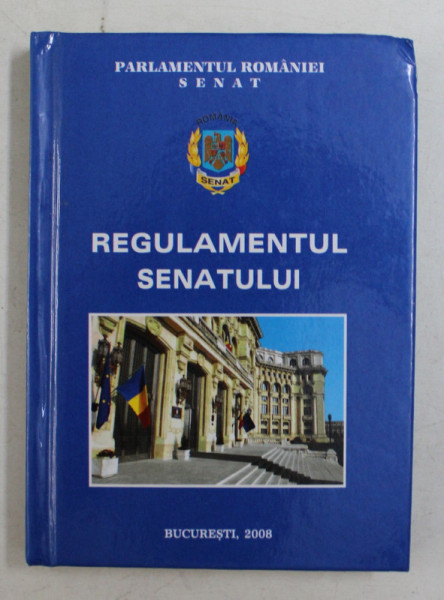 PARLAMENTUL ROMÂNIEI
SENAT
ROMÂNIA
SENAT
REGULAMENTUL
SENATULUI
BUCUREȘTI, 2008